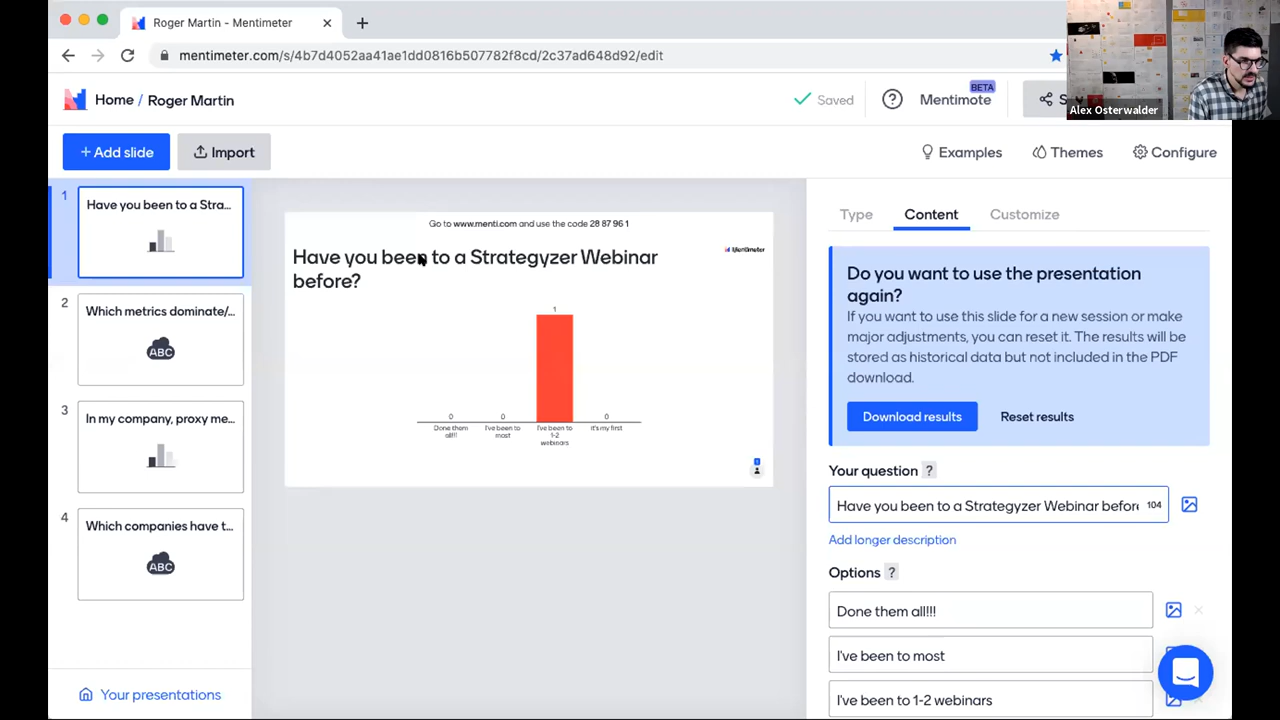 Roger Martin - Mentimeter
mentimeter.com/s/4b7d4052aa41ae1dd0816b507782f8cd/2c37ad648d92/edit
Home / Roger Martin
Saved
Mentimote
BETA
Alex Osterwalder
+ Add slide
Import
Examples
Themes
Configure
1
Have you been to a Stra...
2
Which metrics dominate/...
ABC
3
In my company, proxy me...
4
Which companies have t...
ABC
Your presentations
Go to www.menti.com and use the code 28 87 96 1
Have you been to a Strategyzer Webinar
before?
Mentimeter
1
0
0
0
Done them
all!!!
I've been to
most
I've been to
1-2
webinars
it's my first
Type
Content
Customize
Do you want to use the presentation
again?
If you want to use this slide for a new session or make
major adjustments, you can reset it. The results will be
stored as historical data but not included in the PDF
download.
Download results
Reset results
Your question ?
Have you been to a Strategyzer Webinar before
104
Add longer description
Options ?
Done them all!!!
I've been to most
I've been to 1-2 webinars